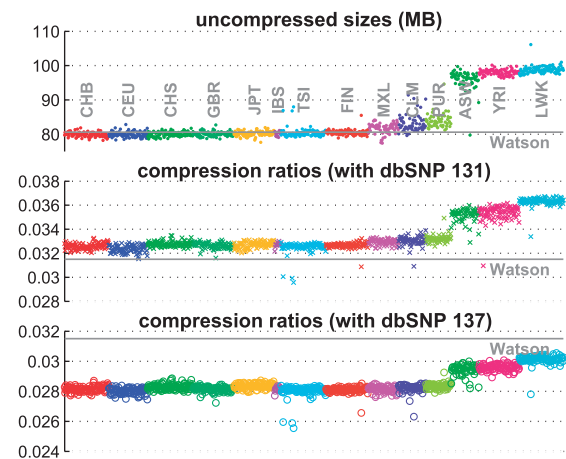 uncompressed sizes (MB)
110
100
90
80
CHB
CEU
CHS
GBR
JPT
IBS
TSI
FIN
MXL
CLM
PUR
ASW
YRI
LWK
Watson
compression ratios (with dbSNP 131)
0.038
0.036
0.034
0.032
0.03
0.028
Watson
compression ratios (with dbSNP 137)
0.032
0.03
0.028
0.026
0.024
Watson